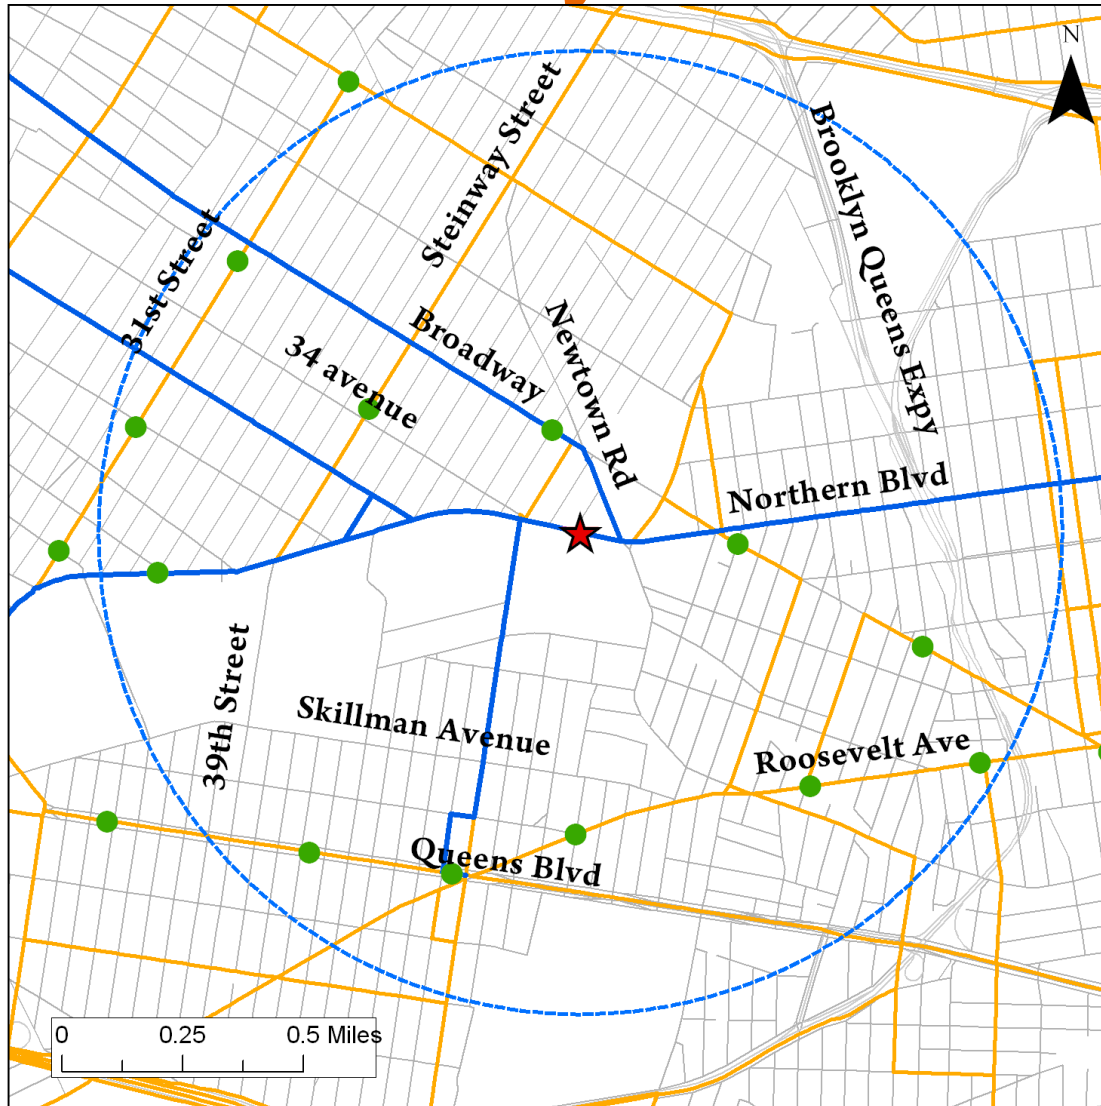 N
Steinway Street
Brooklyn Queens Expy
31st Street
Broadway
34 avenue
Newtown Rd
Northern Blvd
39th Street
Skillman Avenue
Roosevelt Ave
Queens Blvd
0 0.25 0.5 Miles